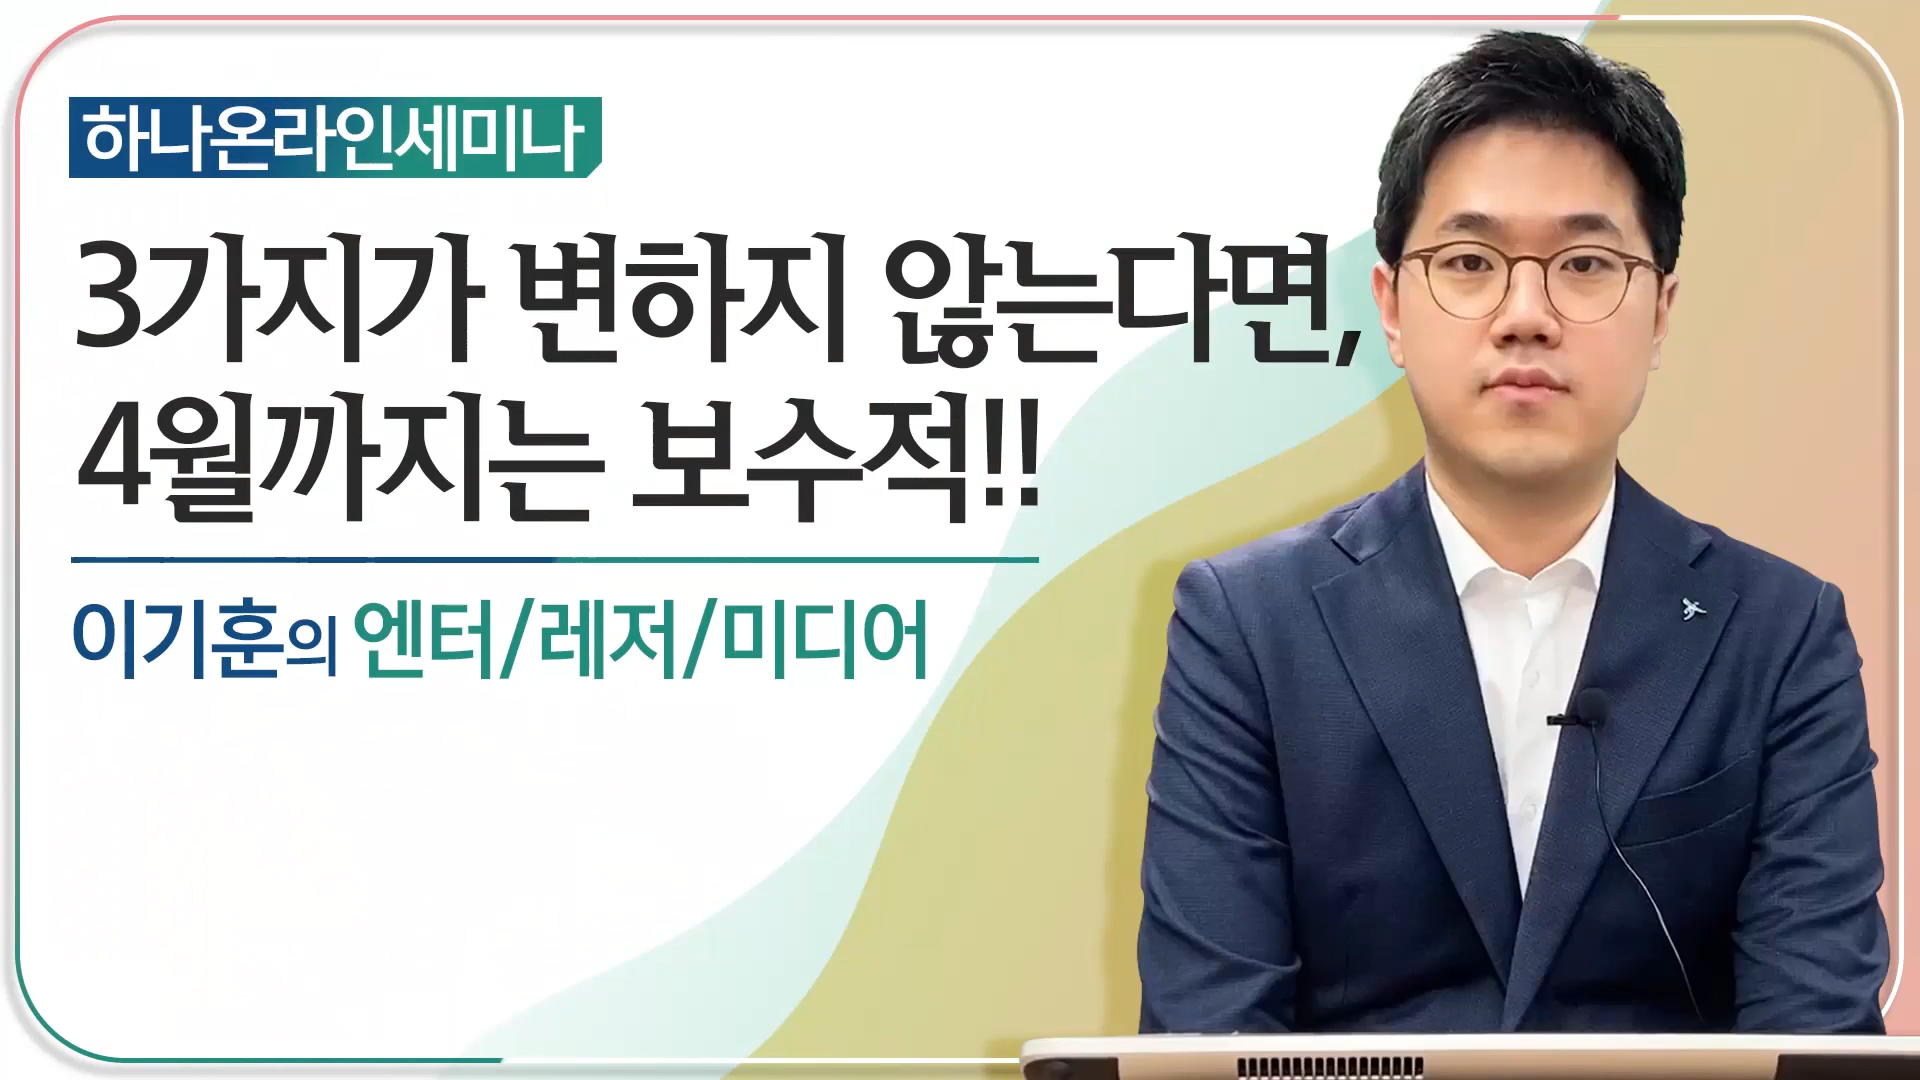 하나온라인세미나
3가지가 변하지 않는다면,
4월까지는 보수적!!
이기훈의 엔터/레저/미디어